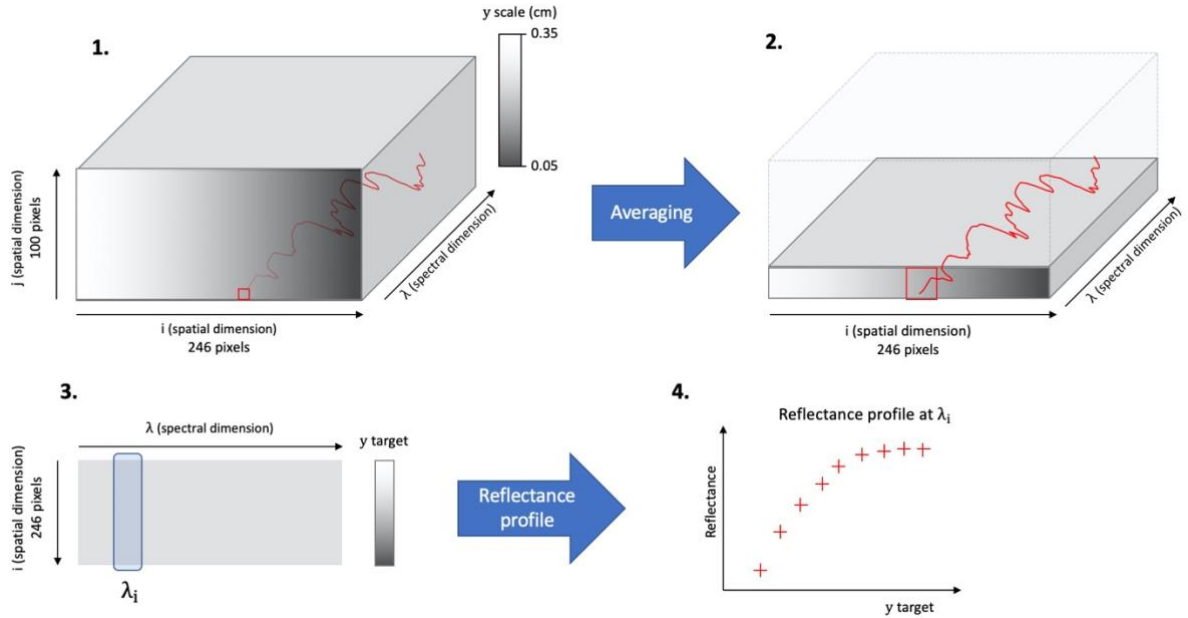 1.
y scale (cm)
0.35
0.05
j (spatial dimension)
100 pixels
i (spatial dimension)
246 pixels
λ (spectral dimension)
Averaging
2.
i (spatial dimension)
246 pixels
λ (spectral dimension)
3.
λ (spectral dimension)
y target
i (spatial dimension)
246 pixels
λi
Reflectance
profile
4.
Reflectance profile at λi
Reflectance
y target